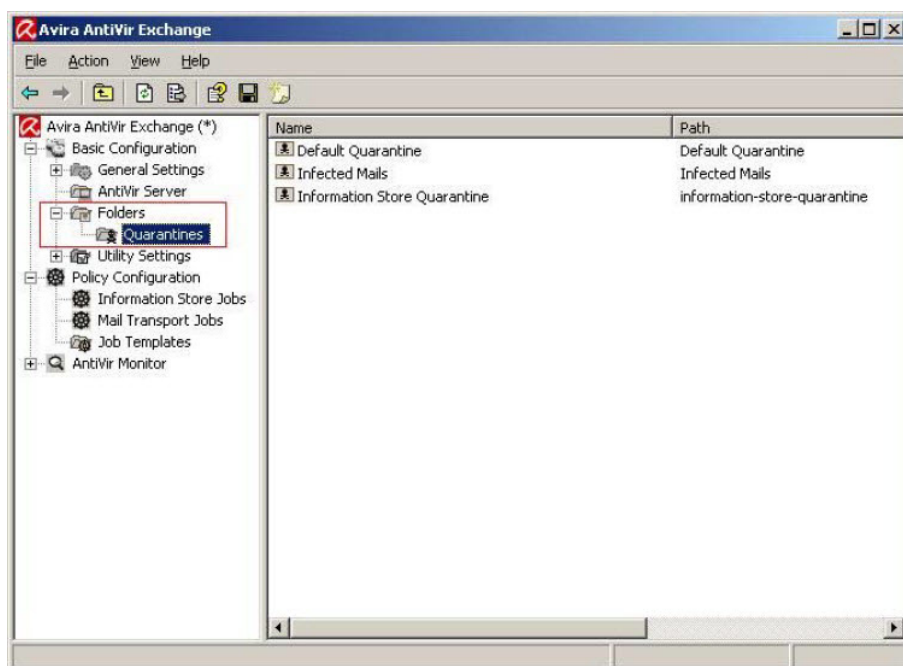 Avira AntiVir Exchange
File Action View Help
Avira AntiVir Exchange (*)
Basic Configuration
General Settings
AntiVir Server
Folders
Quarantines
Utility Settings
Policy Configuration
Information Store Jobs
Mail Transport Jobs
Job Templates
AntiVir Monitor
Name Path
Default Quarantine Default Quarantine
Infected Mails Infected Mails
Information Store Quarantine information-store-quarantine